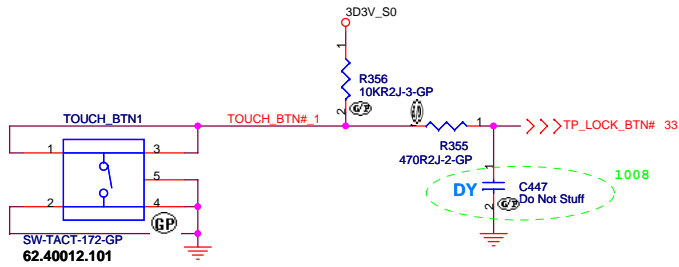 3D3V_S0
1
R356
10KR2J-3-GP
2
G/P
TOUCH_BTN1
TOUCH_BTN#_1
1
TP_LOCK_BTN# 33
R355
470R2J-2-GP
1 3
5
2 4
GP
SW-TACT-172-GP
62.40012.101
1008
1
DY
C447
Do Not Stuff
2
G/P